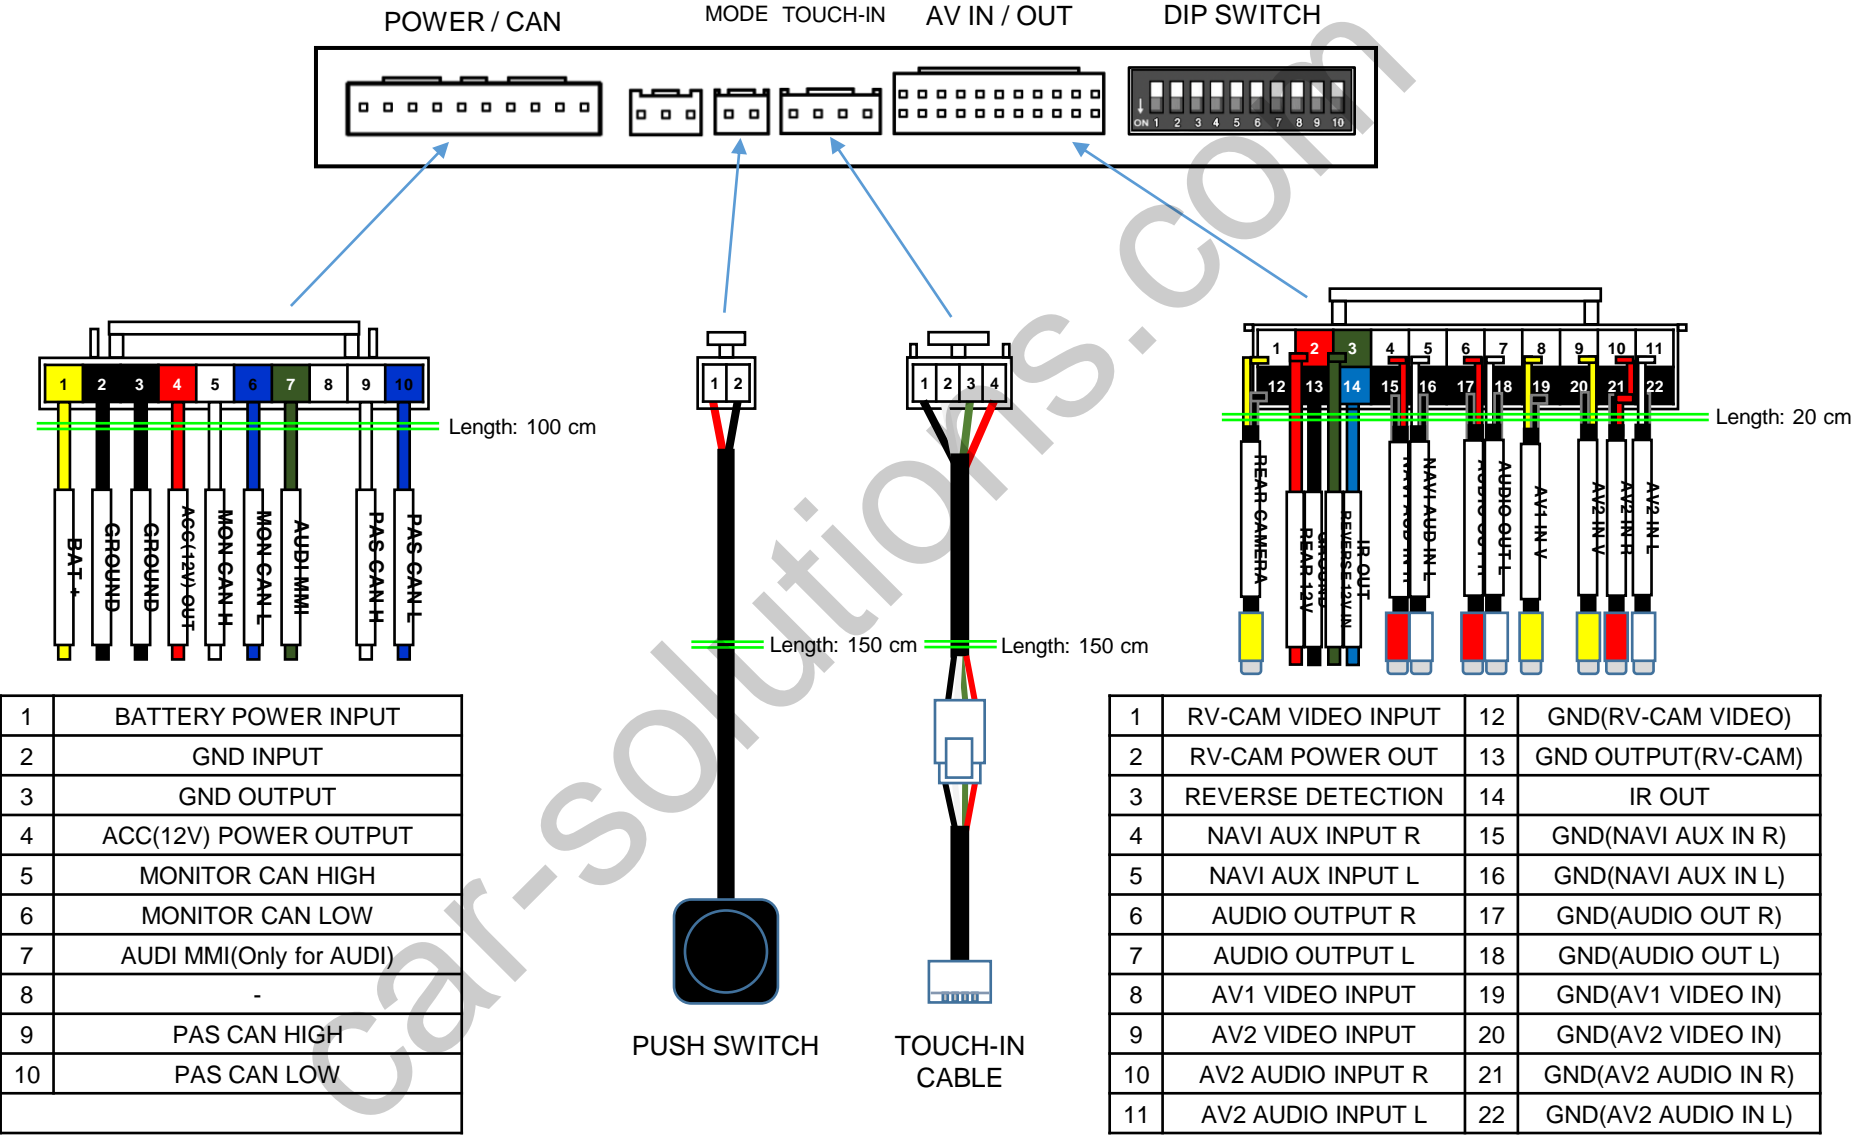 POWER / CAN
MODE
TOUCH-IN
AV IN / OUT
DIP SWITCH
ON 1 2 3 4 5 6 7 8 9 10
1 2 3 4 5 6 7 8 9 10
Length: 100 cm
BAT +
GROUND
GROUND
ACC(12V) OUT
MON CAN H
MON CAN L
AUDI MMI
PAS CAN H
PAS CAN L
1 2
Length: 150 cm
PUSH SWITCH
1 2 3 4
Length: 150 cm
TOUCH-IN
CABLE
1 2 3 4 5 6 7 8 9 10 11
12 13 14 15 16 17 18 19 20 21 22
Length: 20 cm
REAR CAMERA
REAR 12V
GROUND
REVERSE 12V IN
IR OUT
NAVI AUD IN R
NAVI AUD IN L
AUDIO OUT R
AUDIO OUT L
AV1 IN V
AV2 IN V
AV2 IN R
AV2 IN L
1 BATTERY POWER INPUT
2 GND INPUT
3 GND OUTPUT
4 ACC(12V) POWER OUTPUT
5 MONITOR CAN HIGH
6 MONITOR CAN LOW
7 AUDI MMI(Only for AUDI)
8 -
9 PAS CAN HIGH
10 PAS CAN LOW
1 RV-CAM VIDEO INPUT 12 GND(RV-CAM VIDEO)
2 RV-CAM POWER OUT 13 GND OUTPUT(RV-CAM)
3 REVERSE DETECTION 14 IR OUT
4 NAVI AUX INPUT R 15 GND(NAVI AUX IN R)
5 NAVI AUX INPUT L 16 GND(NAVI AUX IN L)
6 AUDIO OUTPUT R 17 GND(AUDIO OUT R)
7 AUDIO OUTPUT L 18 GND(AUDIO OUT L)
8 AV1 VIDEO INPUT 19 GND(AV1 VIDEO IN)
9 AV2 VIDEO INPUT 20 GND(AV2 VIDEO IN)
10 AV2 AUDIO INPUT R 21 GND(AV2 AUDIO IN R)
11 AV2 AUDIO INPUT L 22 GND(AV2 AUDIO IN L)
car-solutions.com